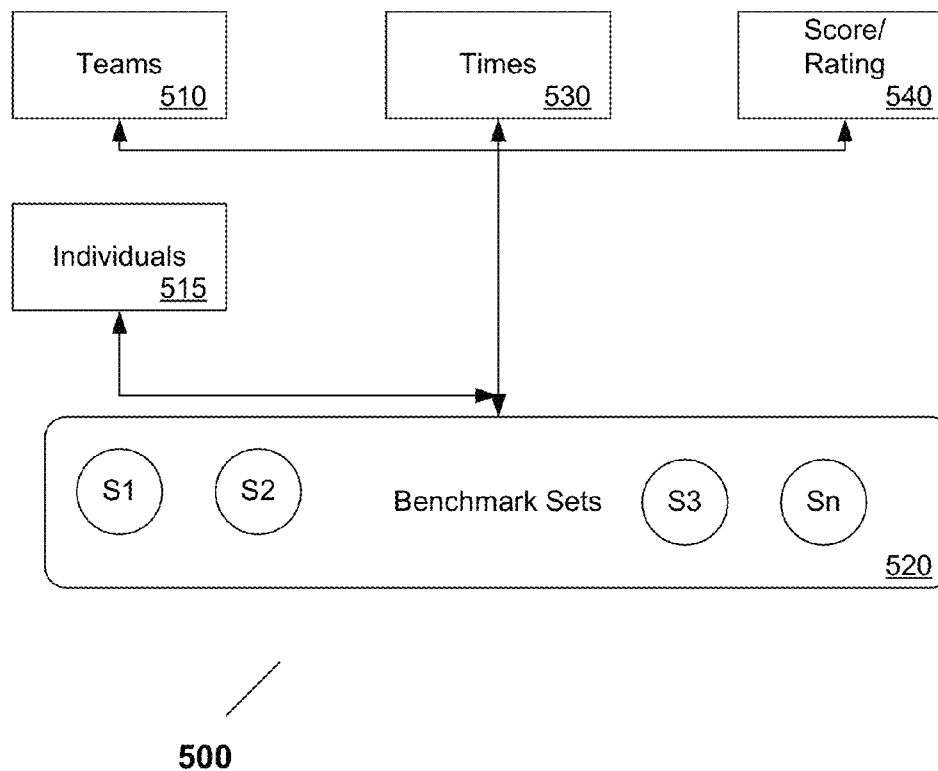 Teams
510
Times
530
Score/
Rating
540
Individuals
515
S1
S2
Benchmark Sets
S3
Sn
520
500